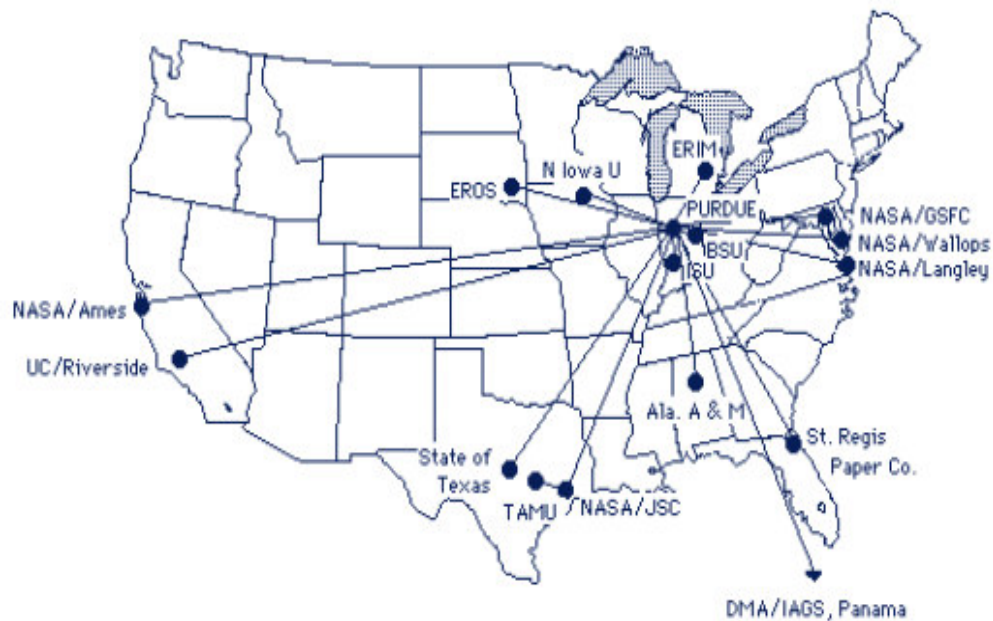 ERIM
N Iowa U
EROS
PURDUE
NASA/GSFC
BSU
NASA/Wallops
ISU
NASA/Langley
NASA/Ames
UC/Riverside
Ala. A & M
St. Regis
Paper Co.
State of
Texas
TAMU
NASA/JSC
DMA/IAGS, Panama